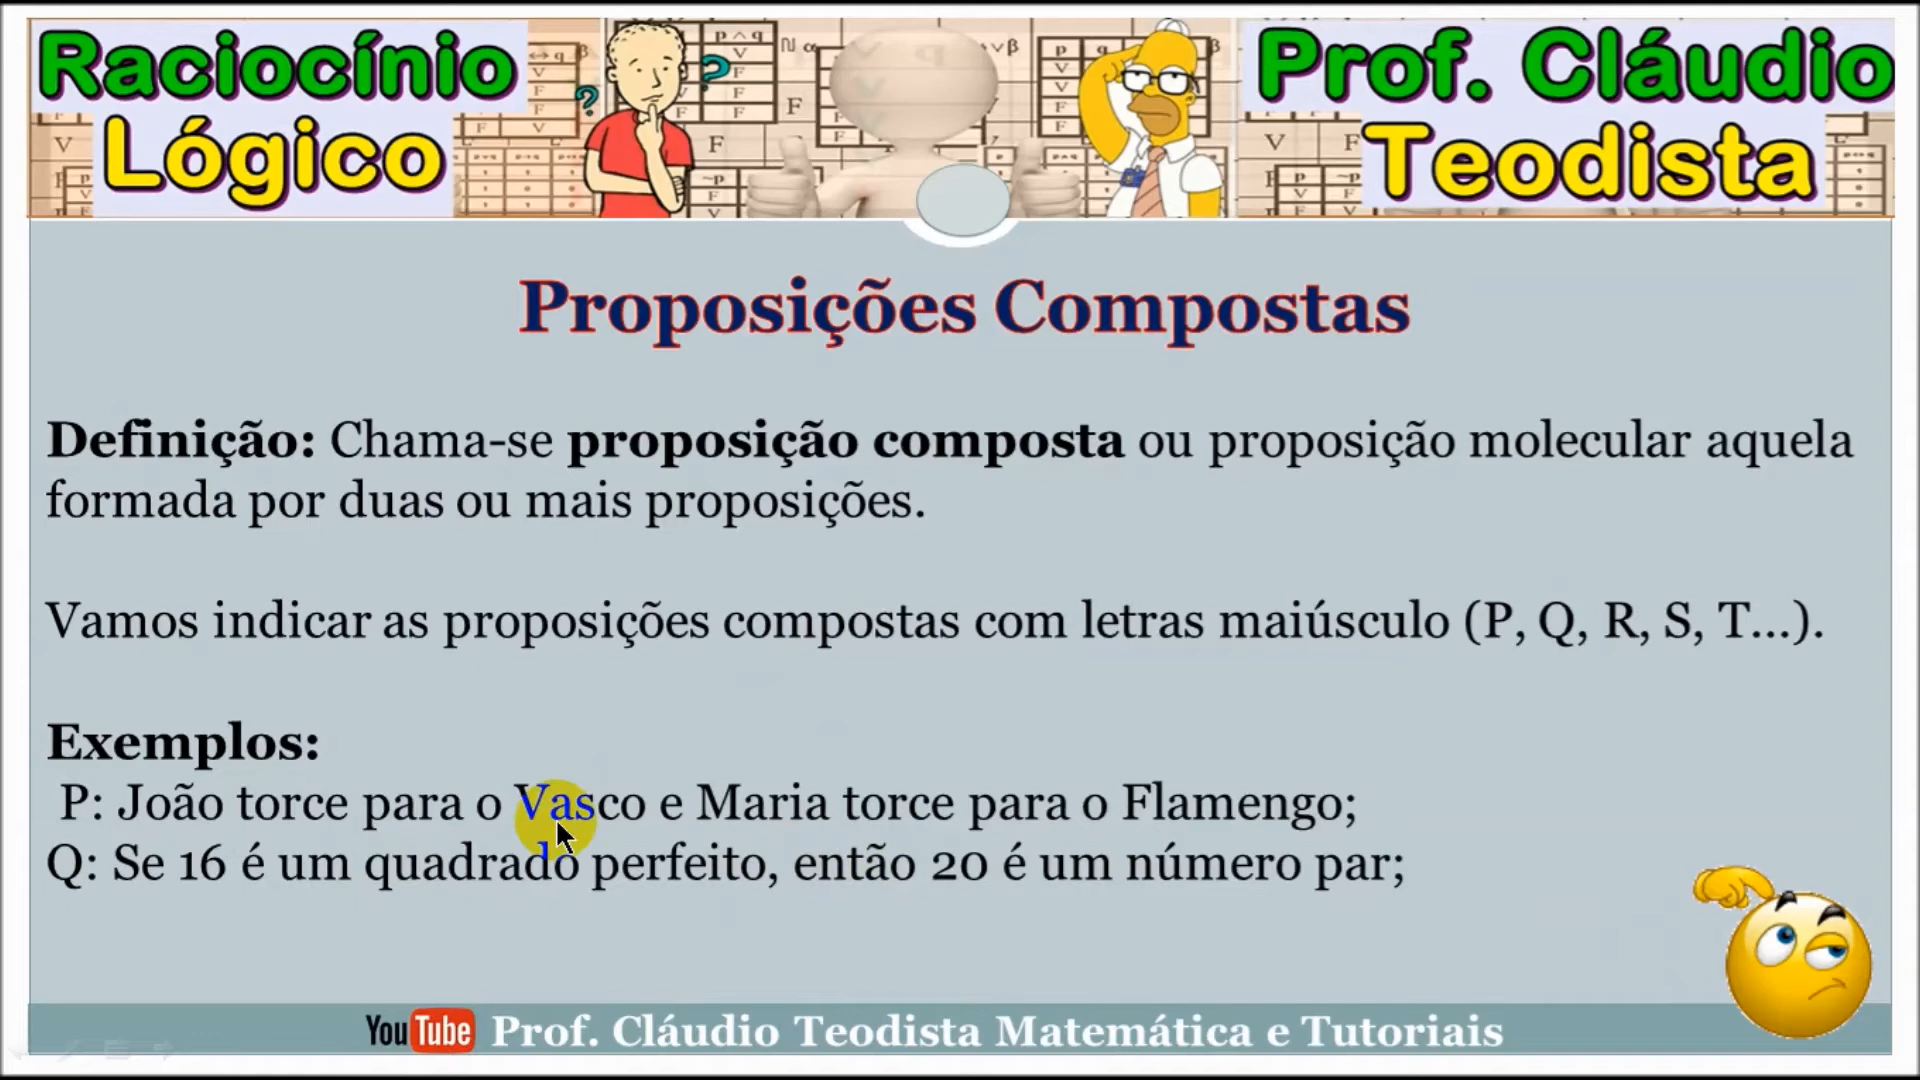 Raciocínio
Lógico
Prof. Cláudio
Teodista
Proposições Compostas
Definição: Chama-se proposição composta ou proposição molecular aquela
formada por duas ou mais proposições.
Vamos indicar as proposições compostas com letras maiúsculo (P, Q, R, S, T...).
Exemplos:
P: João torce para o Vasco e Maria torce para o Flamengo;
Q: Se 16 é um quadrado perfeito, então 20 é um número par;
YouTube Prof. Cláudio Teodista Matemática e Tutoriais